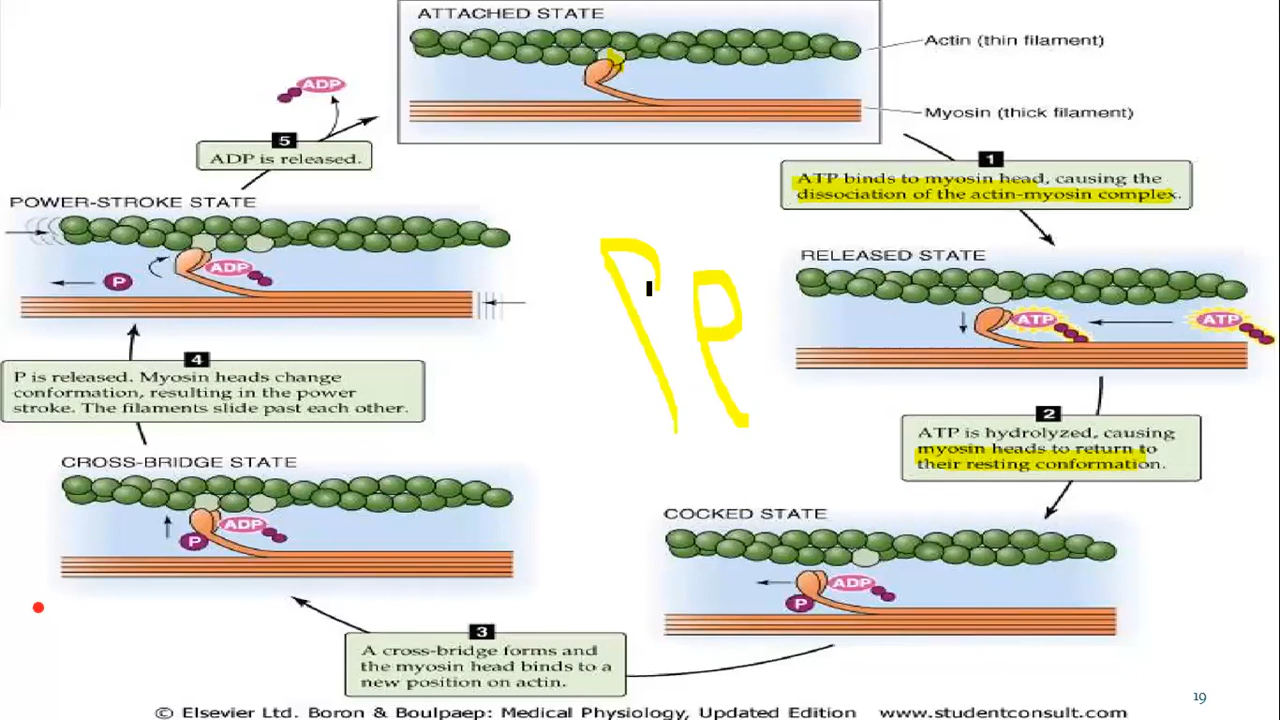 ATTACHED STATE
Actin (thin filament)
Myosin (thick filament)
1
ATP binds to myosin head, causing the
dissociation of the actin-myosin complex.
RELEASED STATE
ATP
ATP
2
ATP is hydrolyzed, causing
myosin heads to return to
their resting conformation.
COCKED STATE
ADP
P
3
A cross-bridge forms and
the myosin head binds to a
new position on actin.
CROSS-BRIDGE STATE
ADP
P
4
P is released. Myosin heads change
conformation, resulting in the power
stroke. The filaments slide past each other.
POWER-STROKE STATE
ADP
P
5
ADP is released.
ADP
19
© Elsevier Ltd. Boron & Boulpaep: Medical Physiology, Updated Edition www.studentconsult.com